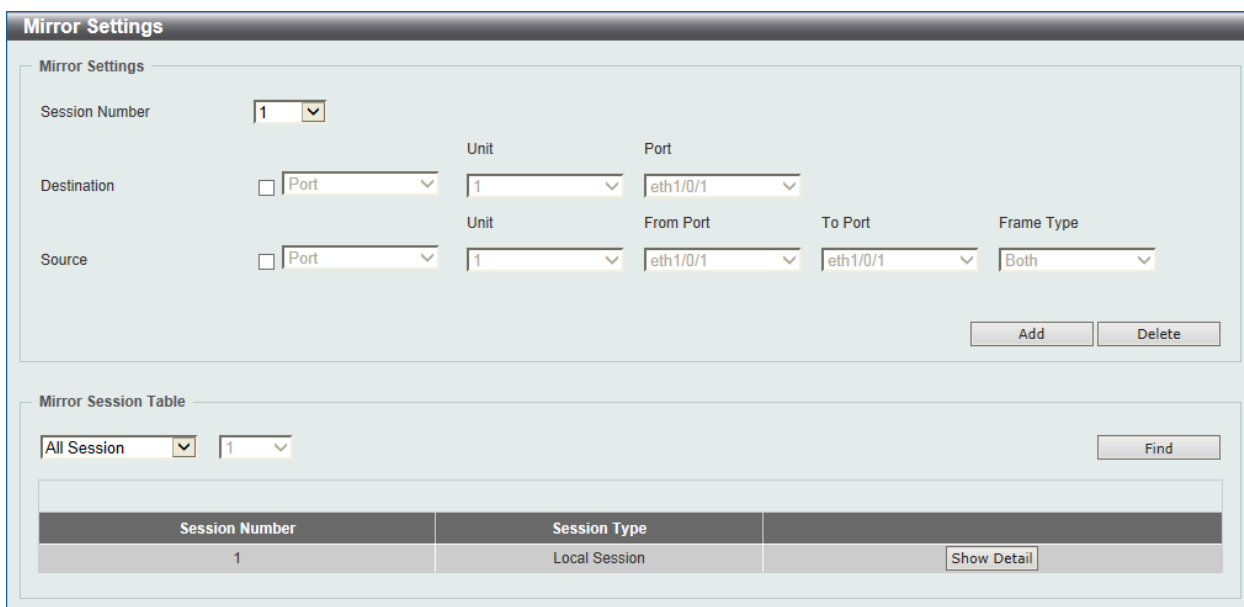 Mirror Settings
Mirror Settings
Session Number 1
Unit Port
Destination Port 1 eth1/0/1
Unit From Port To Port Frame Type
Source Port 1 eth1/0/1 eth1/0/1 Both
Add Delete
Mirror Session Table
All Session 1 Find
Session Number Session Type
1 Local Session Show Detail